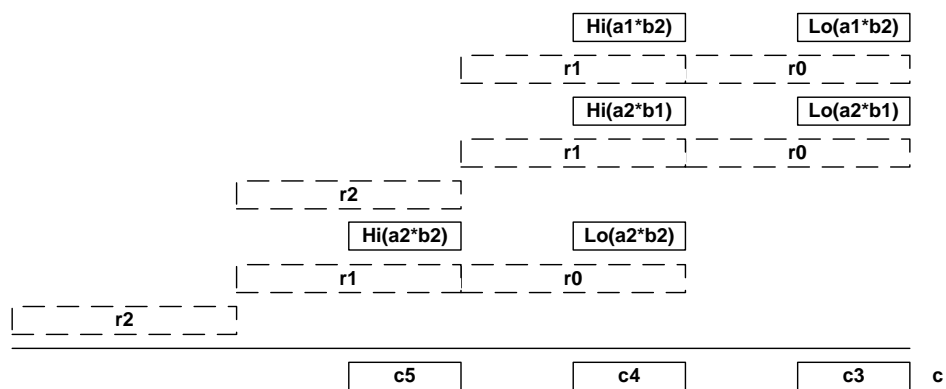 Hi(a1*b2) Lo(a1*b2)
r1 r0
Hi(a2*b1) Lo(a2*b1)
r1 r0
r2
Hi(a2*b2) Lo(a2*b2)
r1 r0
r2
c5 c4 c3 c